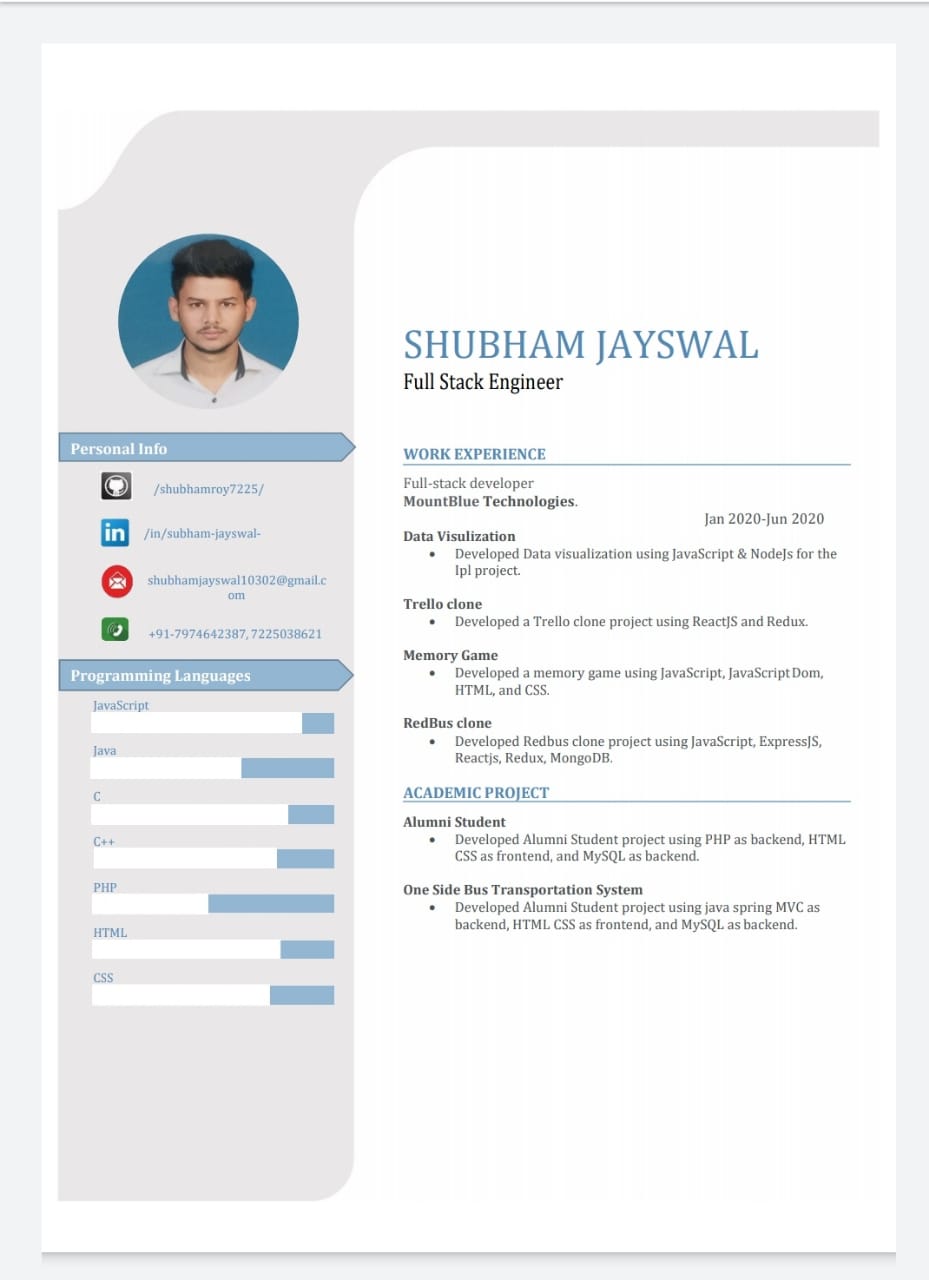 SHUBHAM JAYSWAL
Full Stack Engineer
Personal Info
/shubhamroy7225/
in
/in/subham-jayswal-
shubhamjayswal10302@gmail.c
om
+91-7974642387, 7225038621
Programming Languages
JavaScript
Java
C
C++
PHP
HTML
CSS
WORK EXPERIENCE
Full-stack developer
MountBlue Technologies.
Jan 2020-Jun 2020
Data Visulization
• Developed Data visualization using JavaScript & NodeJs for the
Ipl project.
Trello clone
• Developed a Trello clone project using ReactJS and Redux.
Memory Game
• Developed a memory game using JavaScript, JavaScript Dom,
HTML, and CSS.
RedBus clone
• Developed Redbus clone project using JavaScript, ExpressJS,
Reactjs, Redux, MongoDB.
ACADEMIC PROJECT
Alumni Student
• Developed Alumni Student project using PHP as backend, HTML
CSS as frontend, and MySQL as backend.
One Side Bus Transportation System
• Developed Alumni Student project using java spring MVC as
backend, HTML CSS as frontend, and MySQL as backend.